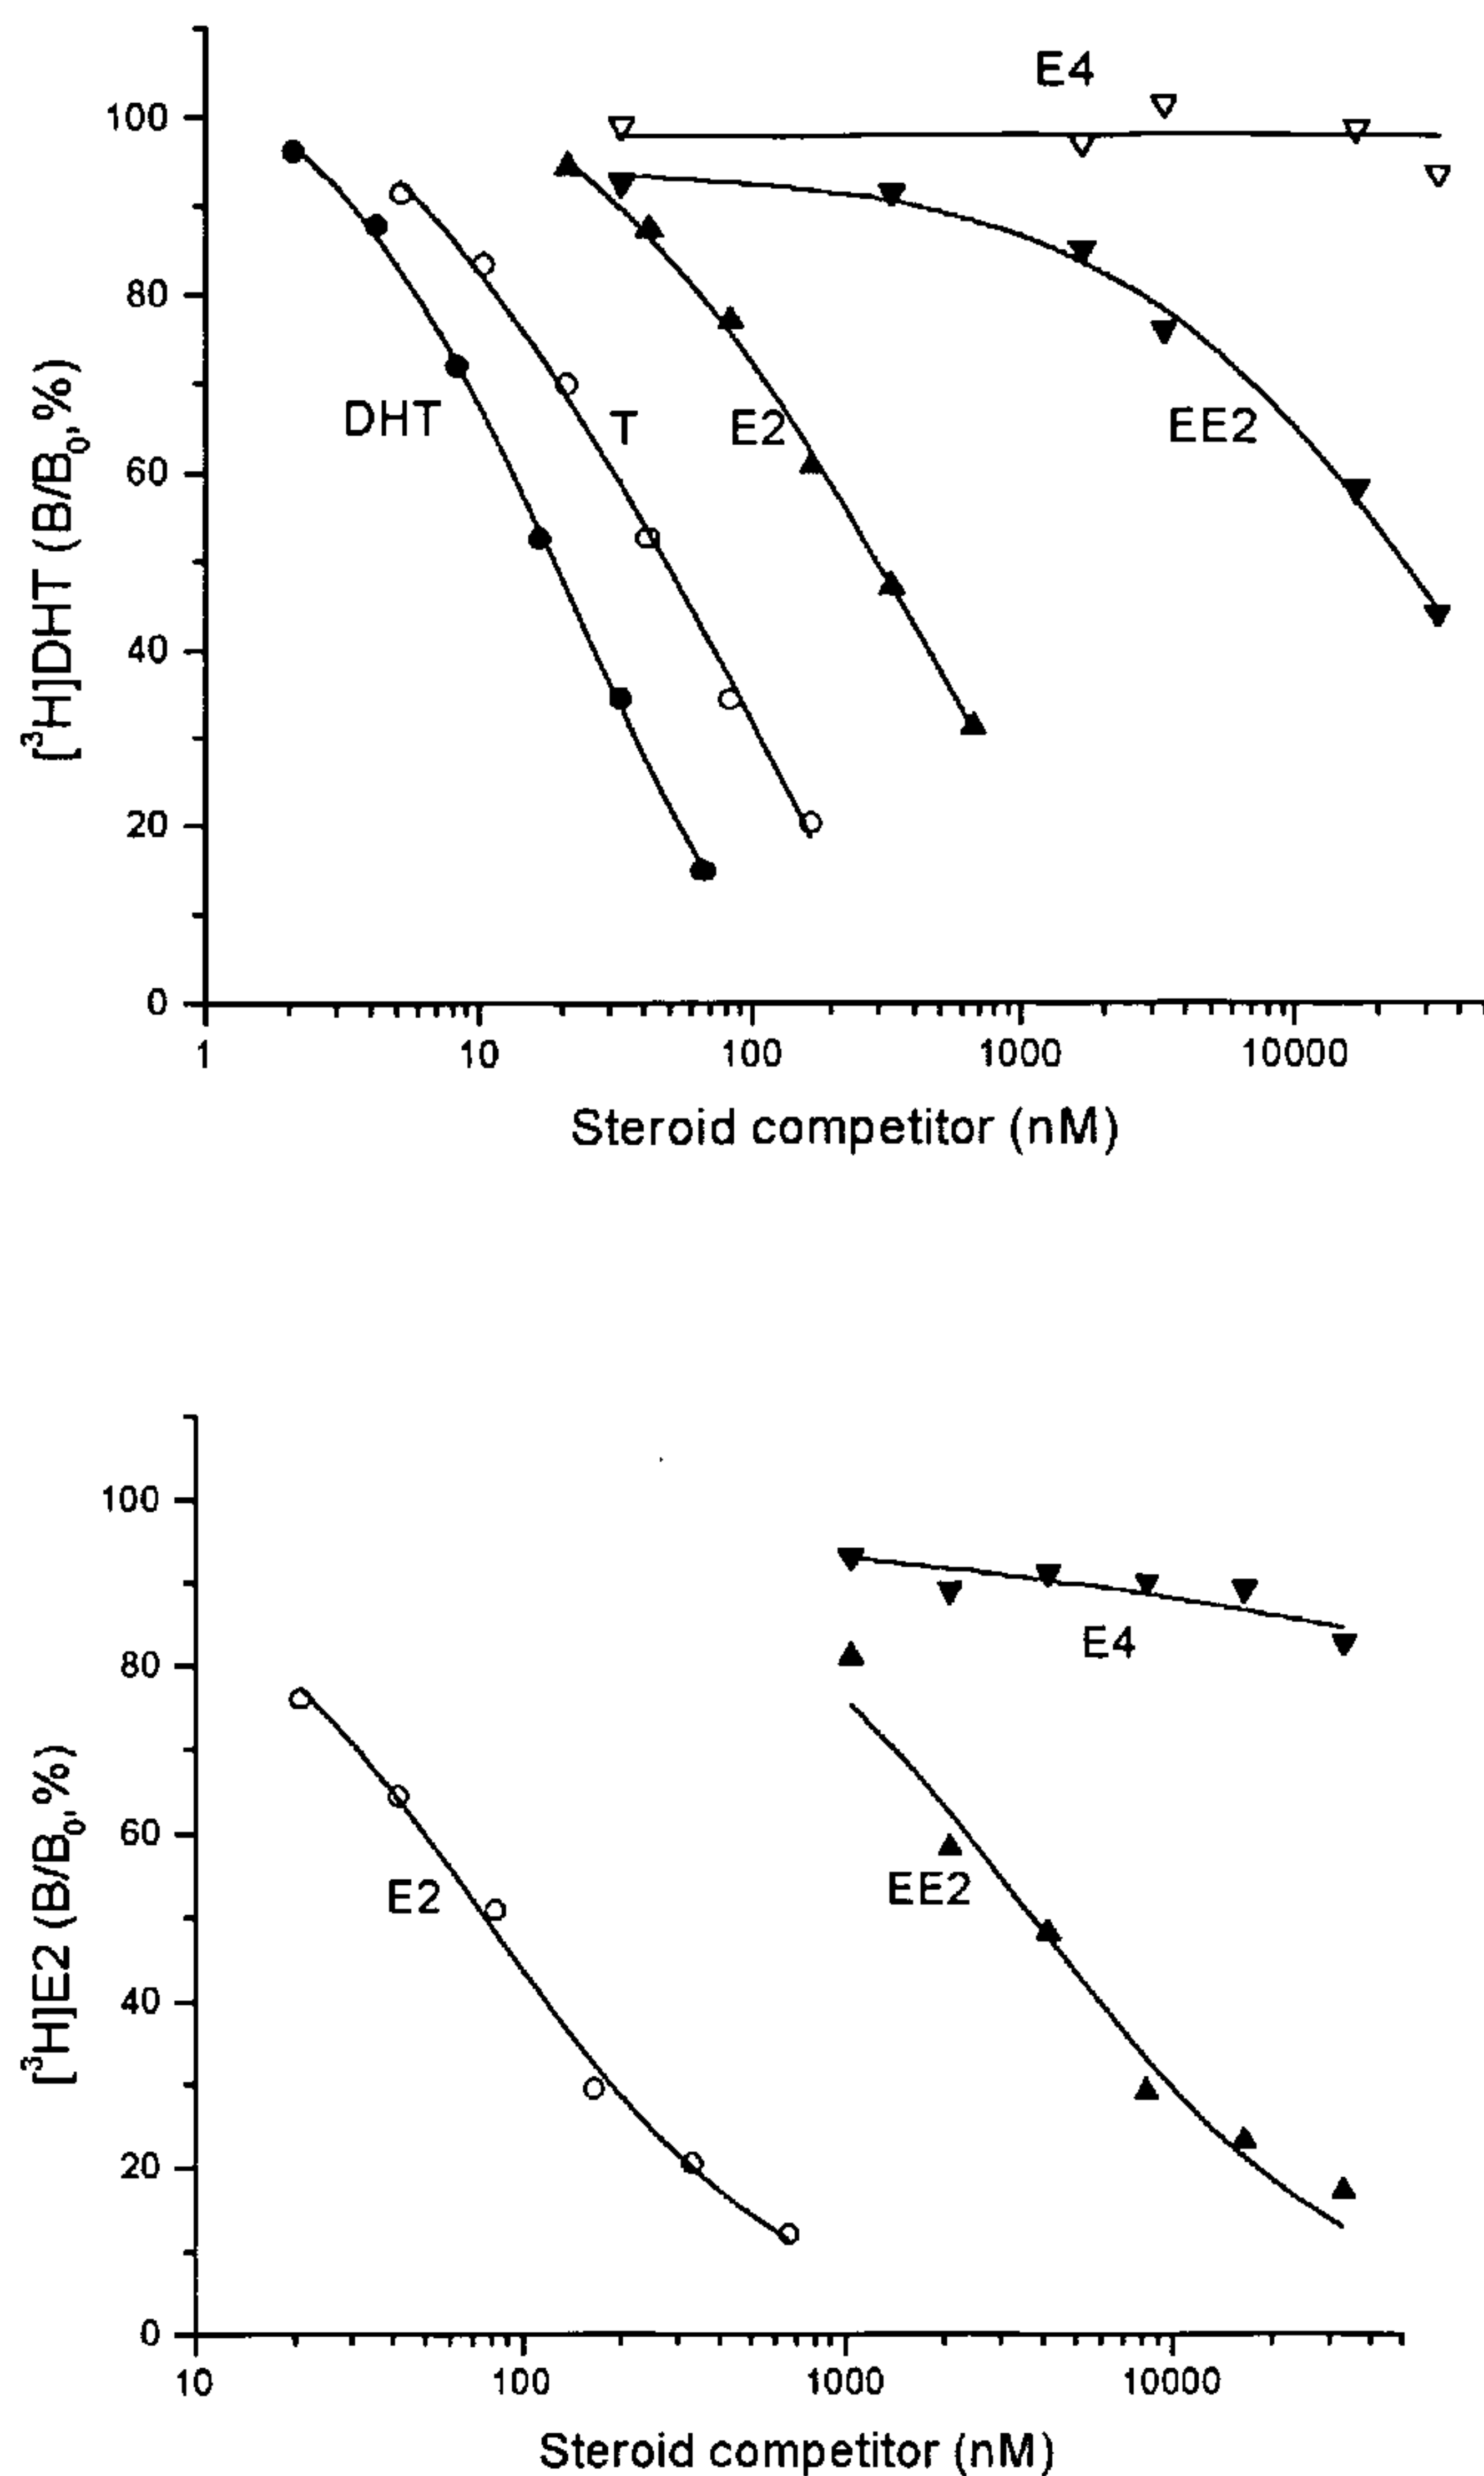 E4
100
80
60
40
20
0
[³H]DHT (B/B₀,%)
DHT
T
E2
EE2
1 10 100 1000 10000
Steroid competitor (nM)
100
80
60
40
20
0
[³H]E2 (B/B₀,%)
E4
E2
EE2
10 100 1000 10000
Steroid competitor (nM)